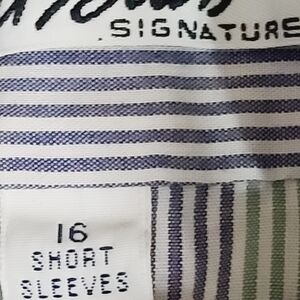 SIGNATURE
16
SHORT
SLEEVES